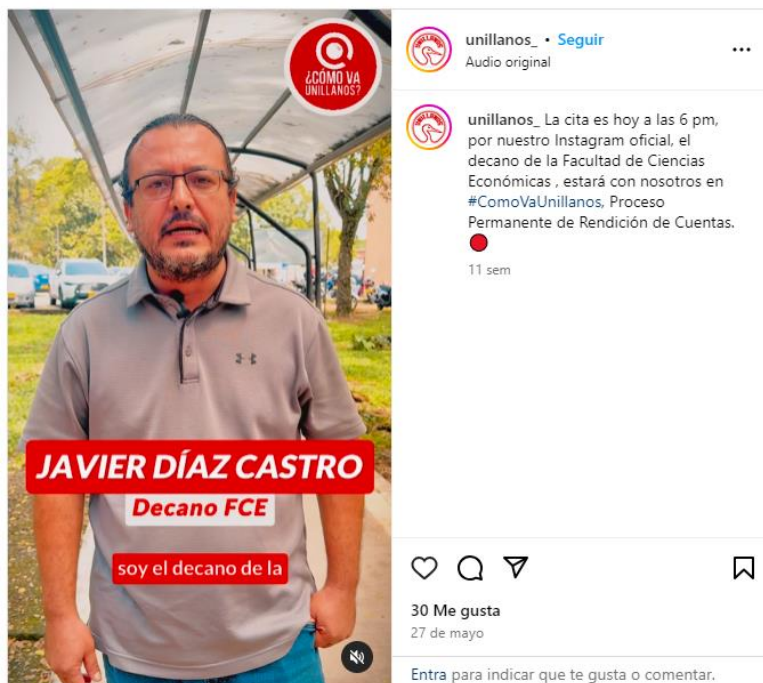 ¿CÓMO VA
UNILLANOS?
JAVIER DÍAZ CASTRO
Decano FCE
soy el decano de la
UNILLANOS
unillanos_ • Seguir
Audio original
UNILLANOS
unillanos_ La cita es hoy a las 6 pm,
por nuestro Instagram oficial, el
decano de la Facultad de Ciencias
Económicas , estará con nosotros en
#ComoVaUnillanos, Proceso
Permanente de Rendición de Cuentas.
11 sem
30 Me gusta
27 de mayo
Entra para indicar que te gusta o comentar.